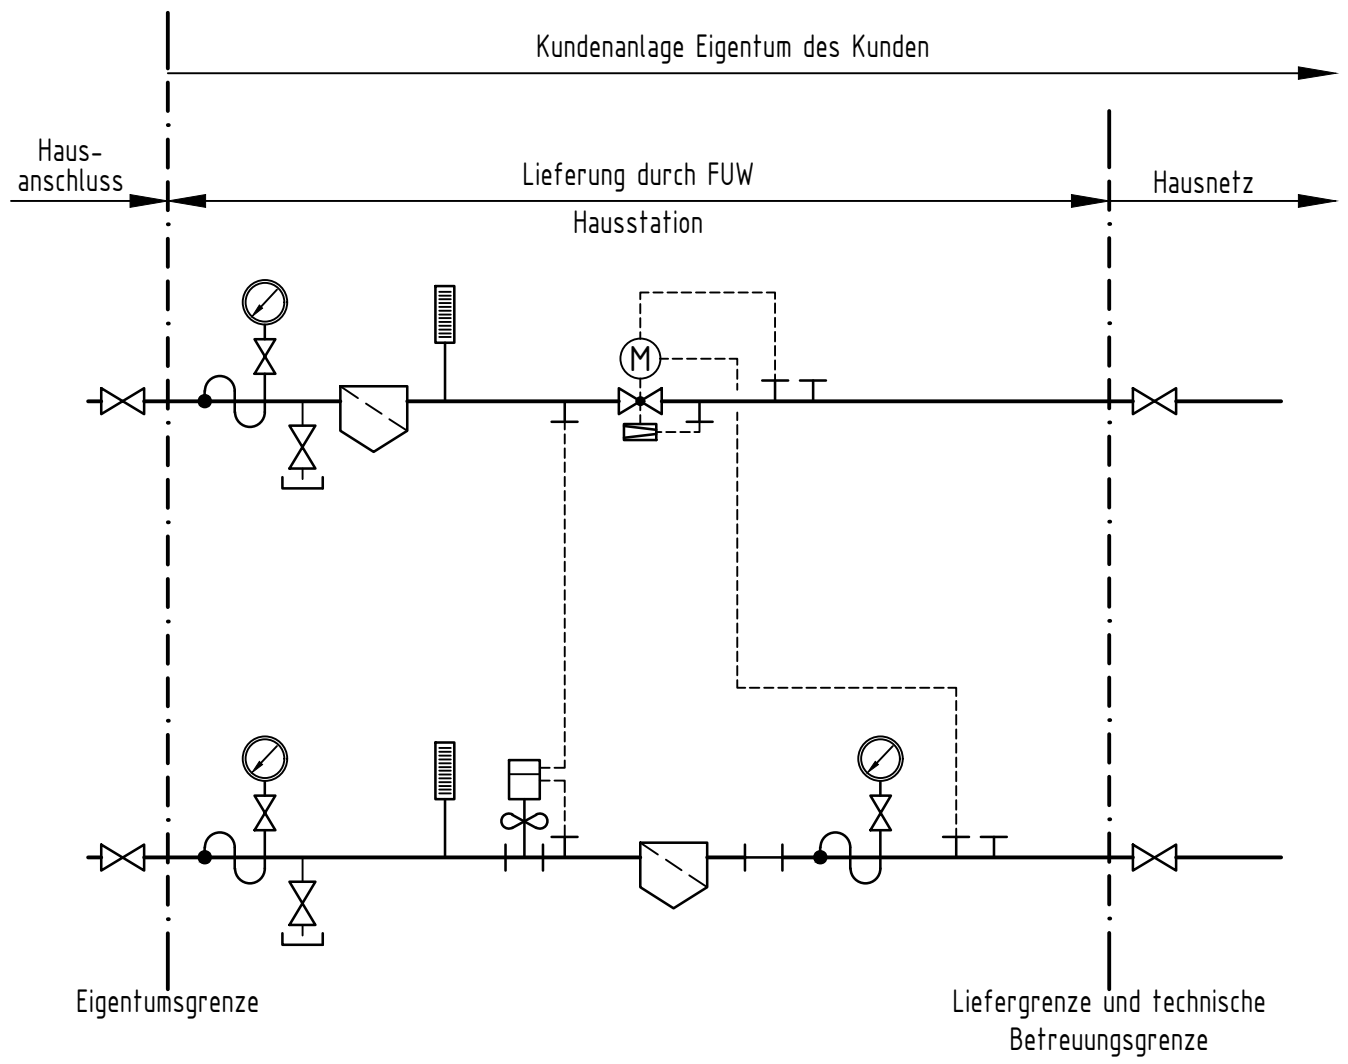 Kundenanlage Eigentum des Kunden
Haus-
anschluss
Lieferung durch FUW
Hausstation
Hausnetz
M
Eigentumsgrenze
Liefergrenze und technische
Betreuungsgrenze